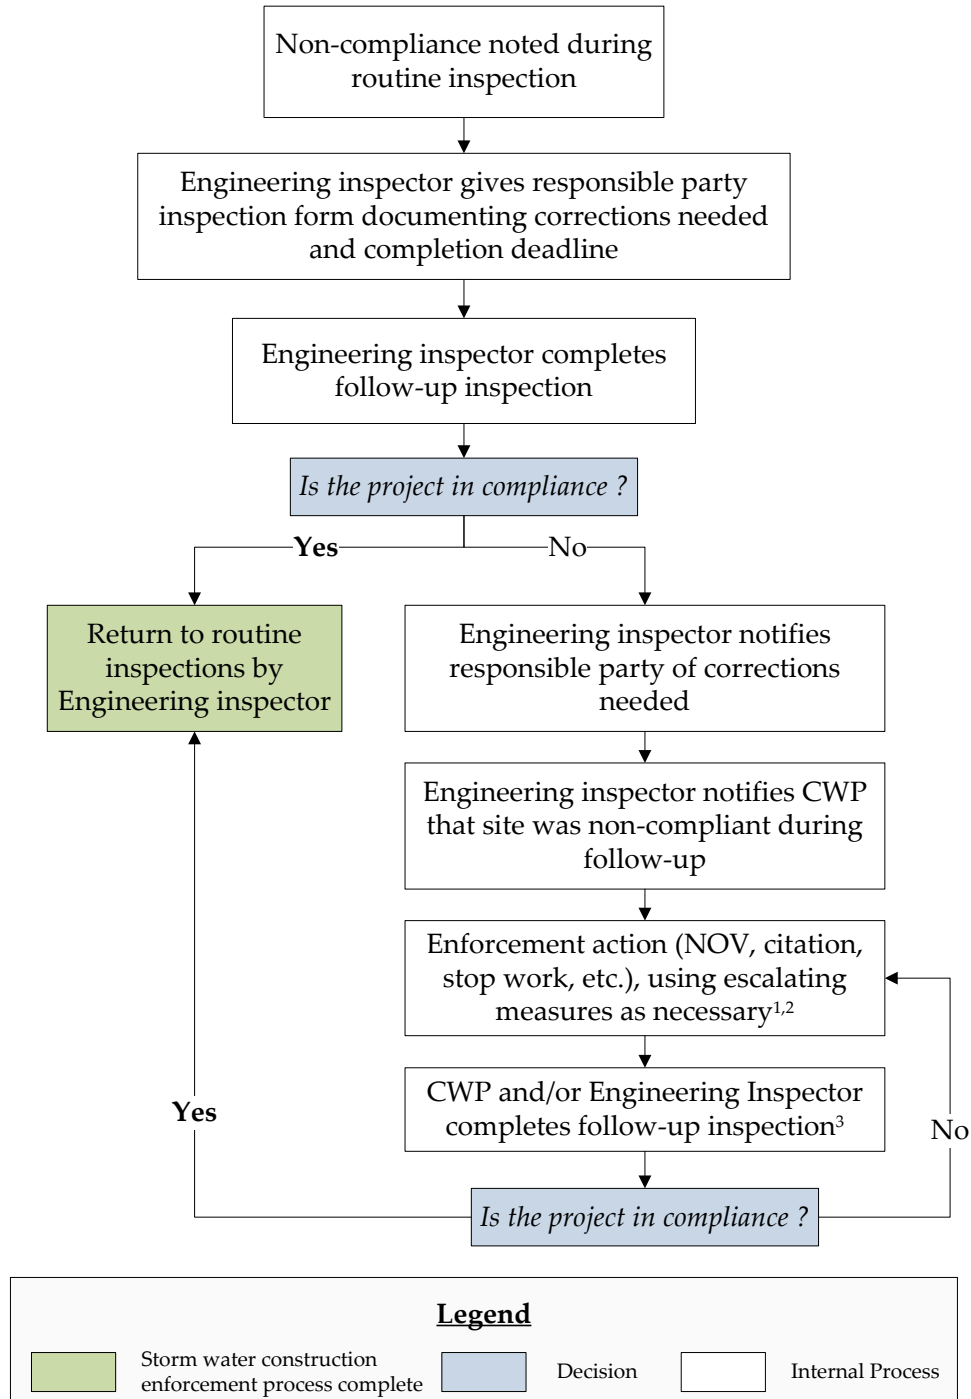 Non-compliance noted during
routine inspection
Engineering inspector gives responsible party
inspection form documenting corrections needed
and completion deadline
Engineering inspector completes
follow-up inspection
Is the project in compliance ?
Yes
No
Return to routine
inspections by
Engineering inspector
Engineering inspector notifies
responsible party of corrections
needed
Engineering inspector notifies CWP
that site was non-compliant during
follow-up
Enforcement action (NOV, citation,
stop work, etc.), using escalating
measures as necessary1,2
CWP and/or Engineering Inspector
completes follow-up inspection3
Yes
No
Is the project in compliance ?
Legend
Storm water construction
enforcement process complete
Decision
Internal Process